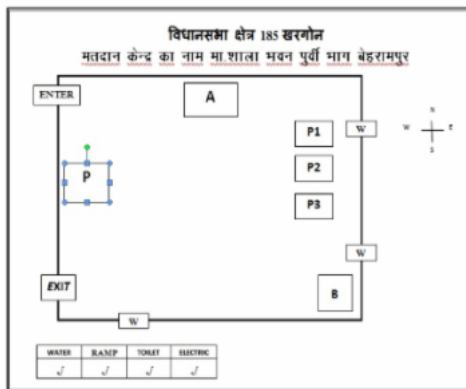 विधानसभा क्षेत्र 185 खरगोन
मतदान केन्द्र का नाम मा.शाला भवन पुर्वी भाग बेहरामपुर
ENTER
A
N
W E
S
P1
W
P2
P
P3
W
EXIT
B
W
WATER RAMP TOILET ELECTRIC
√ √ √ √